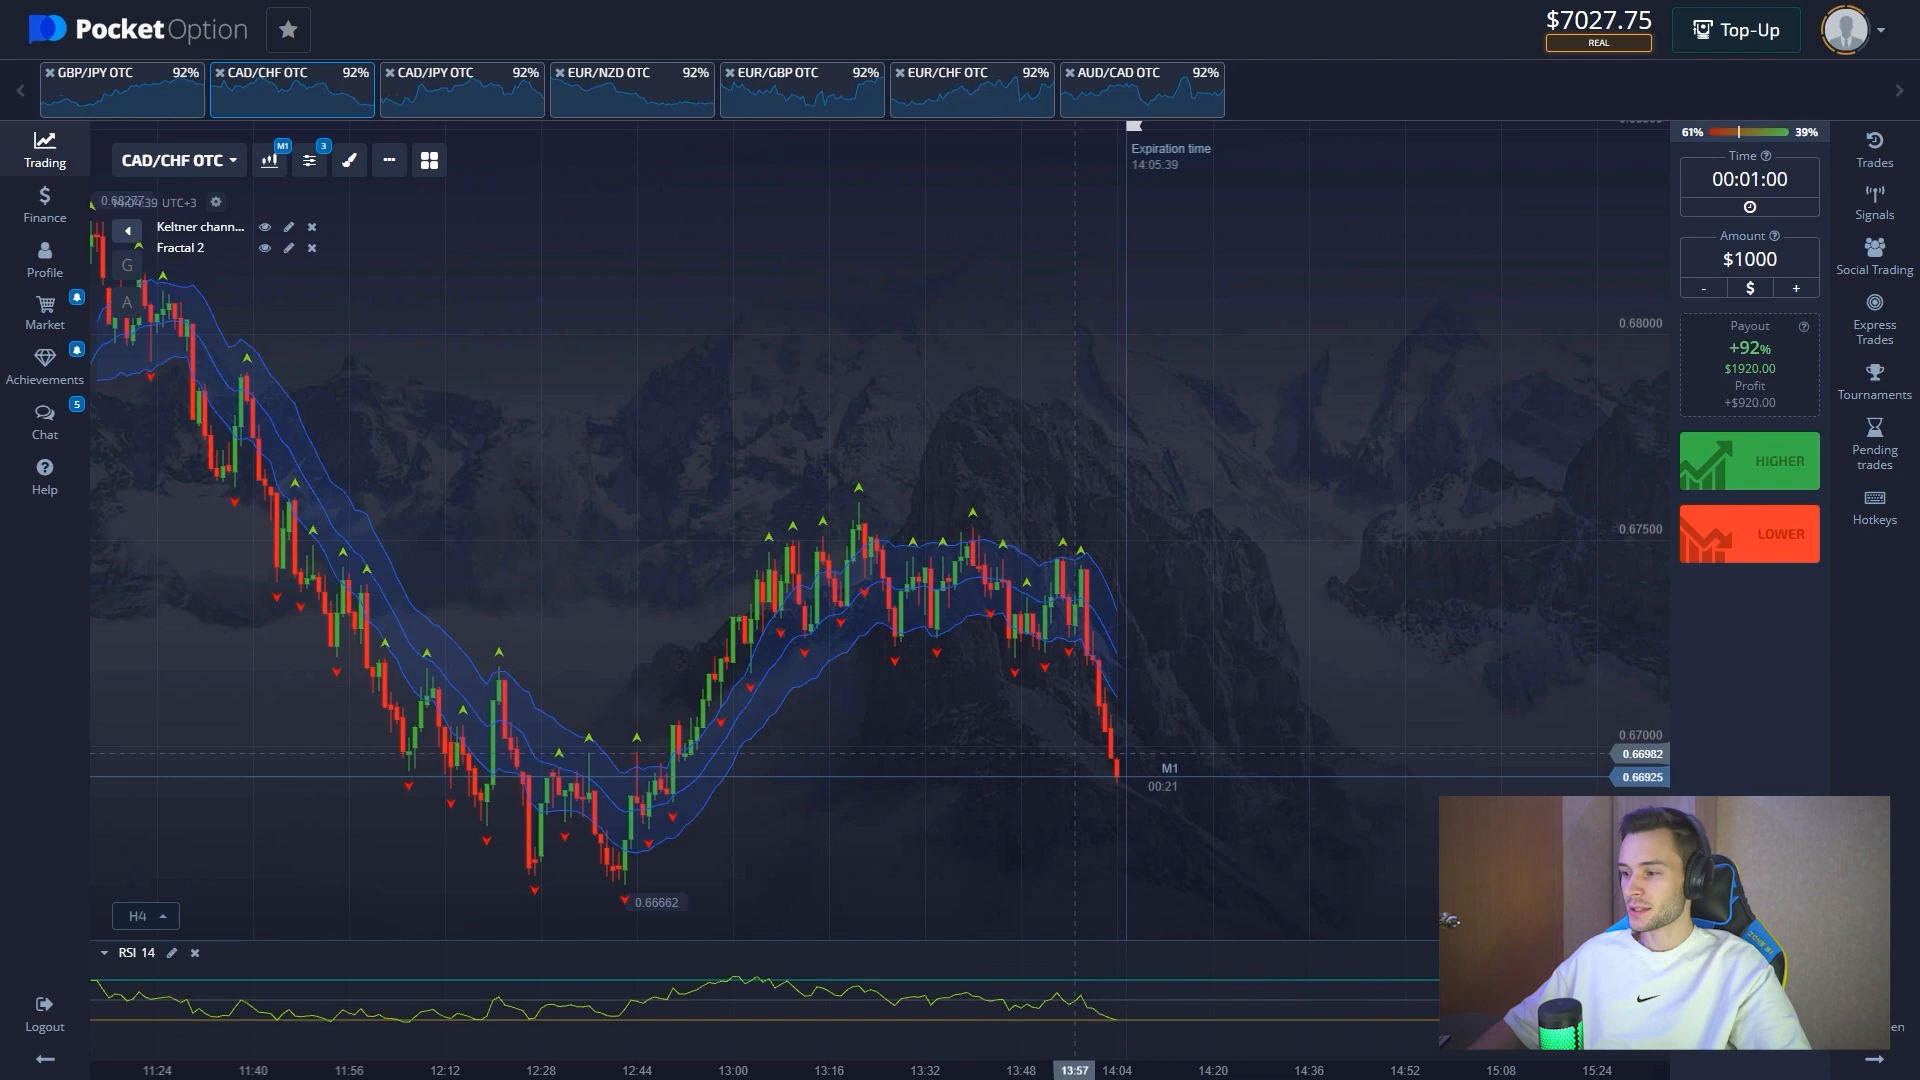 PocketOption
$7027.75
REAL
Top-Up
GBP/JPY OTC 92%
CAD/CHF OTC 92%
CAD/JPY OTC 92%
EUR/NZD OTC 92%
EUR/GBP OTC 92%
EUR/CHF OTC 92%
AUD/CAD OTC 92%
Trading
Finance
Profile
Market
Achievements
5
Chat
Help
Logout
CAD/CHF OTC
M1
3
14:04:39 UTC+3
Keltner chann...
Fractal 2
G
A
Expiration time
14:05:39
0.68000
0.67500
0.67000
0.66982
0.66925
M1
00:21
0.66662
H4
RSI 14
11:24 11:40 11:56 12:12 12:28 12:44 13:00 13:16 13:32 13:48 13:57 14:04 14:20 14:36 14:52 15:08 15:24
61% 39%
Time
00:01:00
Amount
$1000
- $ +
Payout
+92%
$1920.00
Profit
+$920.00
HIGHER
LOWER
Trades
Signals
Social Trading
Express
Trades
Tournaments
Pending
trades
Hotkeys